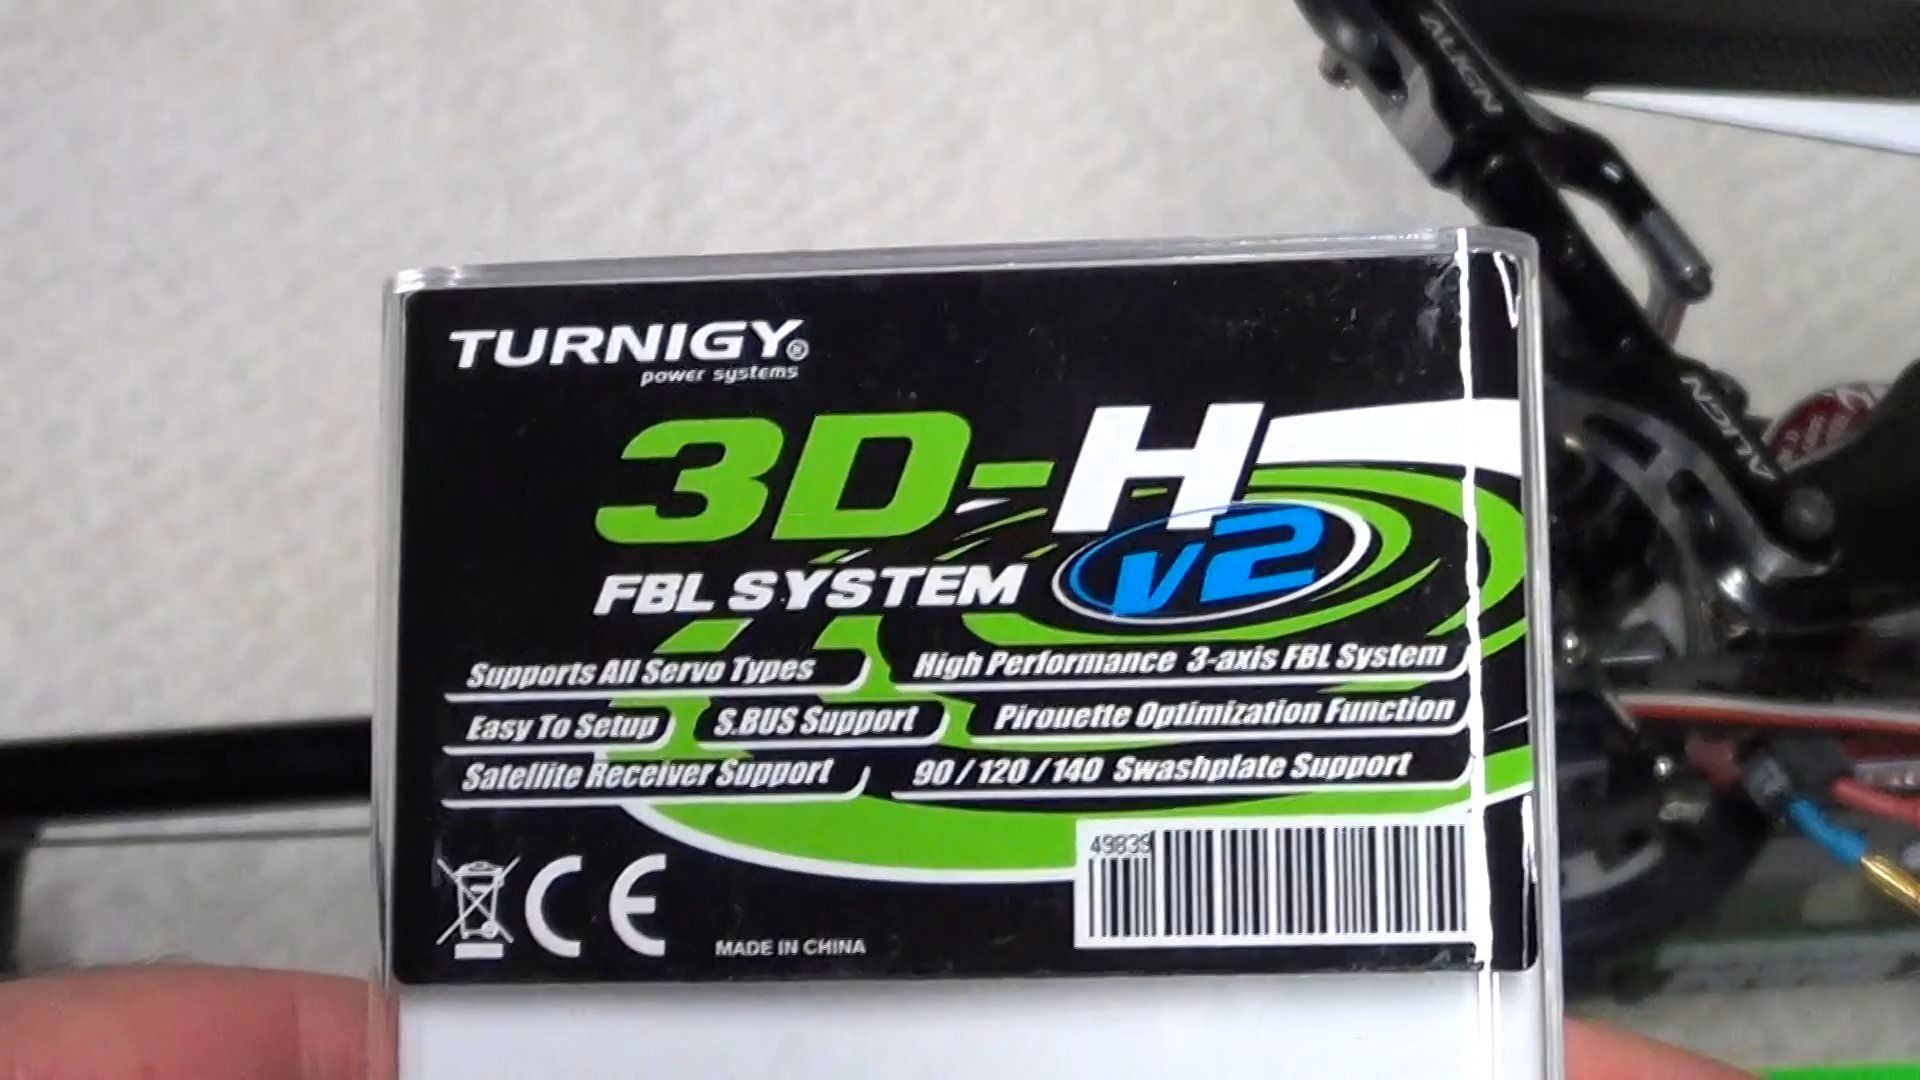 ALIGN
ALIGN
ALIGN
TURNIGY®
power systems
3D-H
FBL SYSTEM v2
Supports All Servo Types
High Performance 3-axis FBL System
Easy To Setup
S.BUS Support
Pirouette Optimization Function
Satellite Receiver Support
90 / 120 / 140 Swashplate Support
49839
CE
MADE IN CHINA